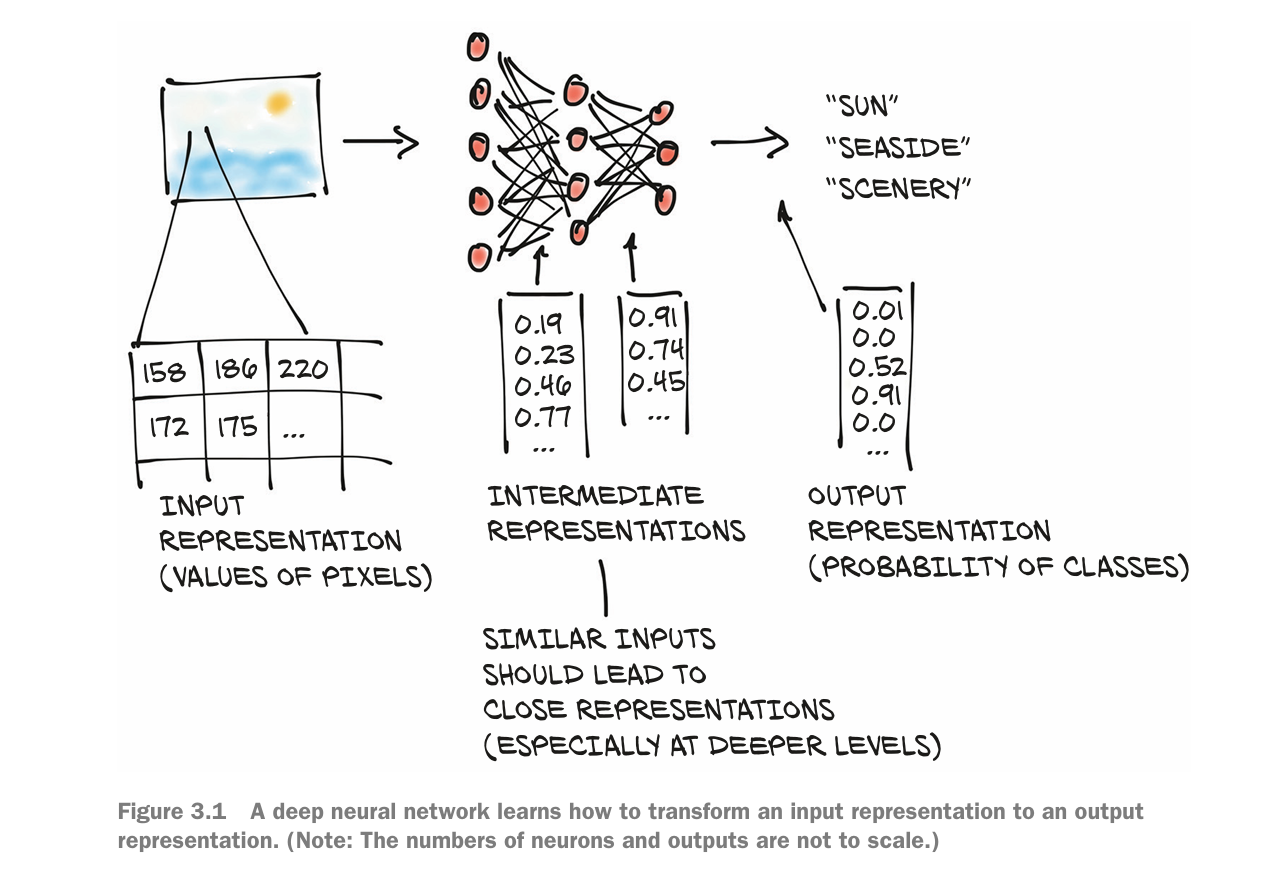 "SUN"
"SEASIDE"
"SCENERY"
158 186 220
172 175 ...
INPUT
REPRESENTATION
(VALUES OF PIXELS)
0.19
0.23
0.46
0.77
...
0.91
0.74
0.45
...
INTERMEDIATE
REPRESENTATIONS
SIMILAR INPUTS
SHOULD LEAD TO
CLOSE REPRESENTATIONS
(ESPECIALLY AT DEEPER LEVELS)
0.01
0.0
0.52
0.91
0.0
...
OUTPUT
REPRESENTATION
(PROBABILITY OF CLASSES)
Figure 3.1 A deep neural network learns how to transform an input representation to an output
representation. (Note: The numbers of neurons and outputs are not to scale.)